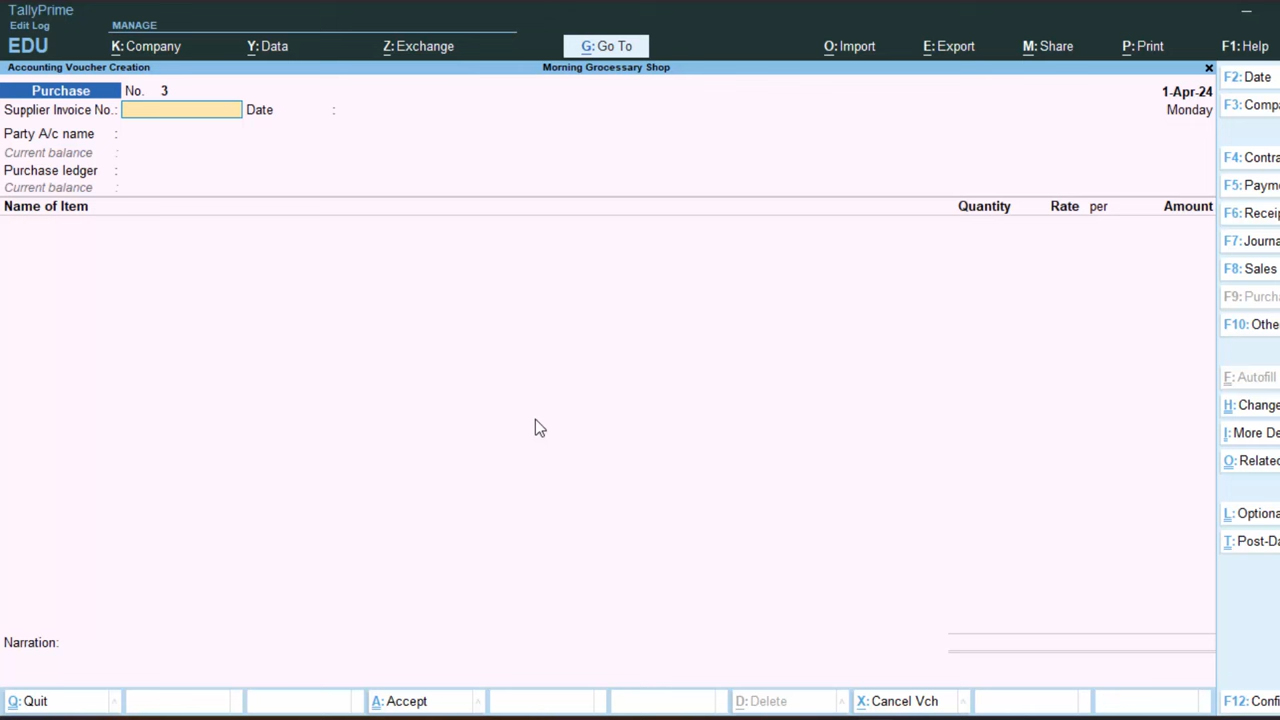 TallyPrime
Edit Log
EDU
MANAGE
K: Company Y: Data Z: Exchange G: Go To O: Import E: Export M: Share P: Print F1: Help
Accounting Voucher Creation Morning Grocessary Shop
Purchase No. 3 1-Apr-24
Supplier Invoice No.: Date : Monday
Party A/c name :
Current balance :
Purchase ledger :
Current balance :
Name of Item Quantity Rate per Amount
F2: Date
F3: Compa
F4: Contra
F5: Payme
F6: Receip
F7: Journa
F8: Sales
F9: Purcha
F10: Othe
F: Autofill
H: Change
I: More De
O: Related
L: Optiona
T: Post-Da
Narration:
Q: Quit A: Accept D: Delete X: Cancel Vch F12: Confi